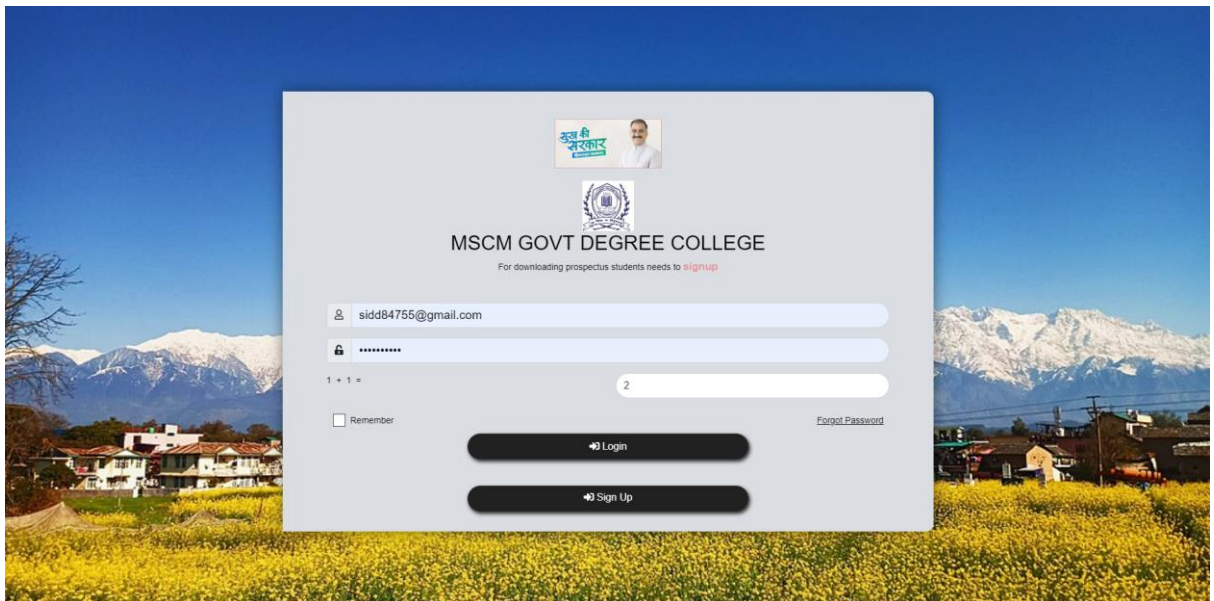 सुख की
सरकार
MSCM GOVT DEGREE COLLEGE
For downloading prospectus students needs to signup
sidd84755@gmail.com
••••••••••
1 + 1 =
2
Remember
Forgot Password
Login
Sign Up